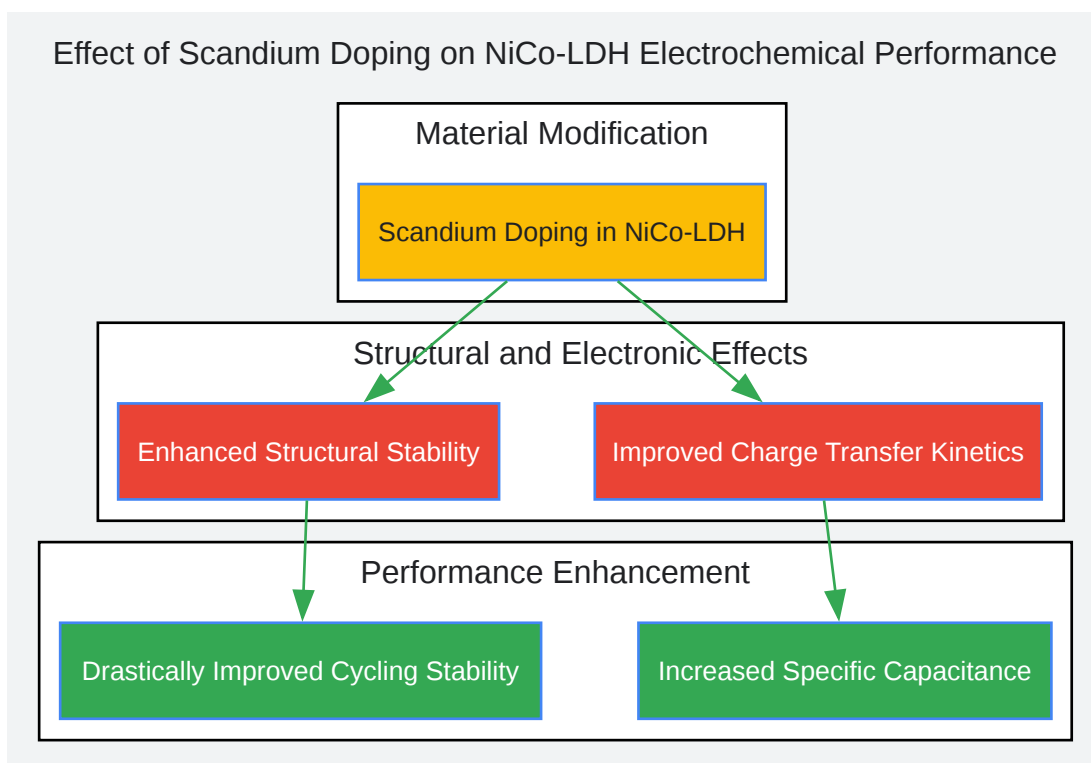 Effect of Scandium Doping on NiCo-LDH Electrochemical Performance
Material Modification
Scandium Doping in NiCo-LDH
Structural and Electronic Effects
Enhanced Structural Stability
Improved Charge Transfer Kinetics
Performance Enhancement
Drastically Improved Cycling Stability
Increased Specific Capacitance